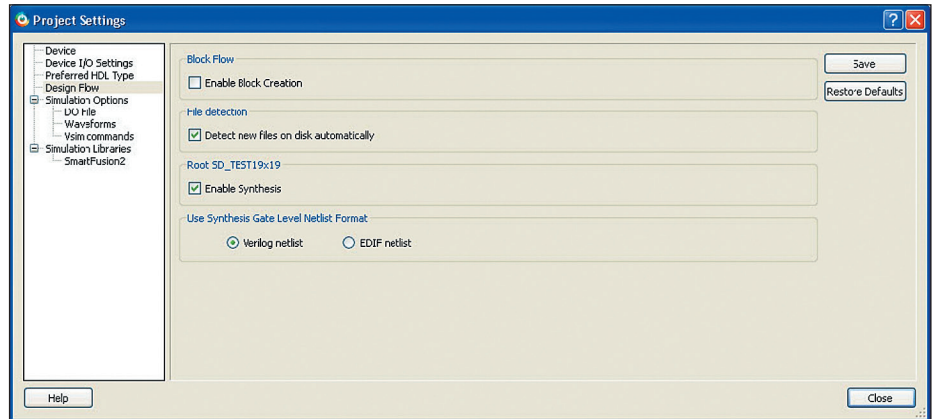 Project Settings
Device
Device I/O Settings
Preferred HDL Type
Design Flow
Simulation Options
DO File
Waveforms
Vsim commands
Simulation Libraries
SmartFusion2
Block Flow
Enable Block Creation
File detection
Detect new files on disk automatically
Root SD_TEST19x19
Enable Synthesis
Use Synthesis Gate Level Netlist Format
Verilog netlist
EDIF netlist
Save
Restore Defaults
Help
Close